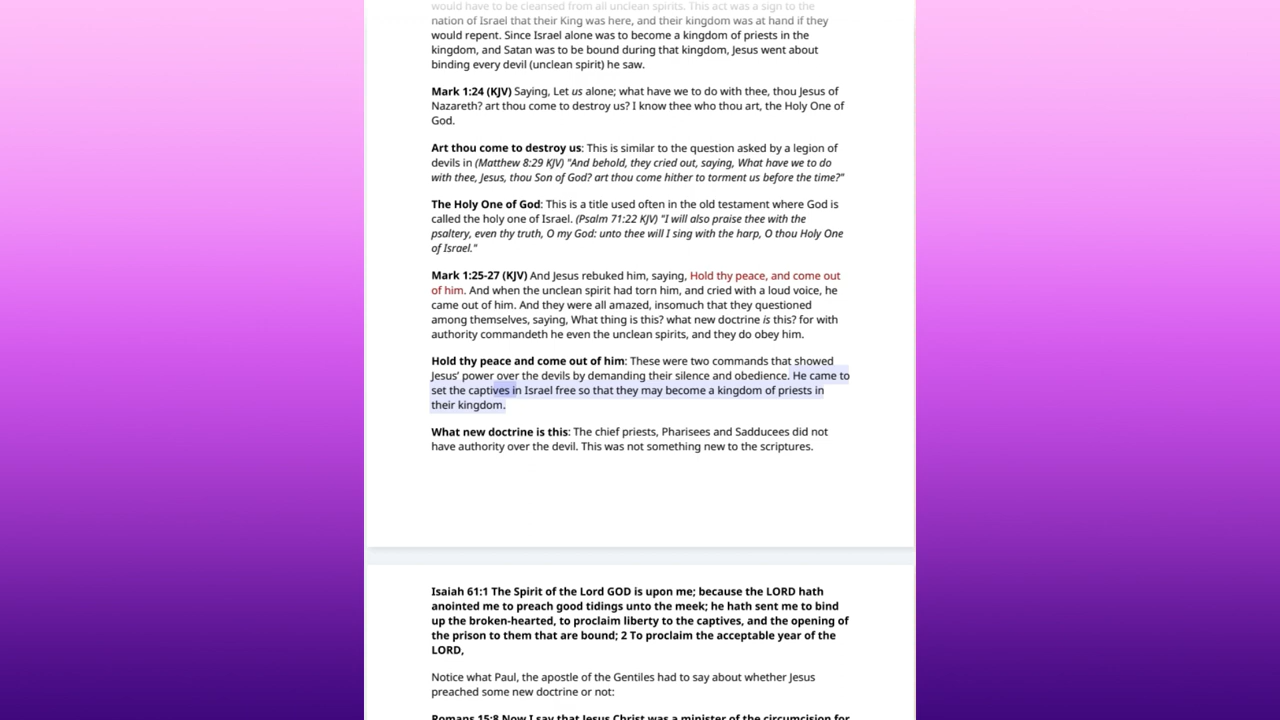 would have to be cleansed from all unclean spirits. This act was a sign to the
nation of Israel that their King was here, and their kingdom was at hand if they
would repent. Since Israel alone was to become a kingdom of priests in the
kingdom, and Satan was to be bound during that kingdom, Jesus went about
binding every devil (unclean spirit) he saw.
Mark 1:24 (KJV) Saying, Let us alone; what have we to do with thee, thou Jesus of
Nazareth? art thou come to destroy us? I know thee who thou art, the Holy One of
God.
Art thou come to destroy us: This is similar to the question asked by a legion of
devils in (Matthew 8:29 KJV) "And behold, they cried out, saying, What have we to do
with thee, Jesus, thou Son of God? art thou come hither to torment us before the time?"
The Holy One of God: This is a title used often in the old testament where God is
called the holy one of Israel. (Psalm 71:22 KJV) "I will also praise thee with the
psaltery, even thy truth, O my God: unto thee will I sing with the harp, O thou Holy One
of Israel."
Mark 1:25-27 (KJV) And Jesus rebuked him, saying, Hold thy peace, and come out
of him. And when the unclean spirit had torn him, and cried with a loud voice, he
came out of him. And they were all amazed, insomuch that they questioned
among themselves, saying, What thing is this? what new doctrine is this? for with
authority commandeth he even the unclean spirits, and they do obey him.
Hold thy peace and come out of him: These were two commands that showed
Jesus' power over the devils by demanding their silence and obedience. He came to
set the captives in Israel free so that they may become a kingdom of priests in
their kingdom.
What new doctrine is this: The chief priests, Pharisees and Sadducees did not
have authority over the devil. This was not something new to the scriptures.
Isaiah 61:1 The Spirit of the Lord GOD is upon me; because the LORD hath
anointed me to preach good tidings unto the meek; he hath sent me to bind
up the broken-hearted, to proclaim liberty to the captives, and the opening of
the prison to them that are bound; 2 To proclaim the acceptable year of the
LORD,
Notice what Paul, the apostle of the Gentiles had to say about whether Jesus
preached some new doctrine or not:
Romans 15:8 Now I say that Jesus Christ was a minister of the circumcision for